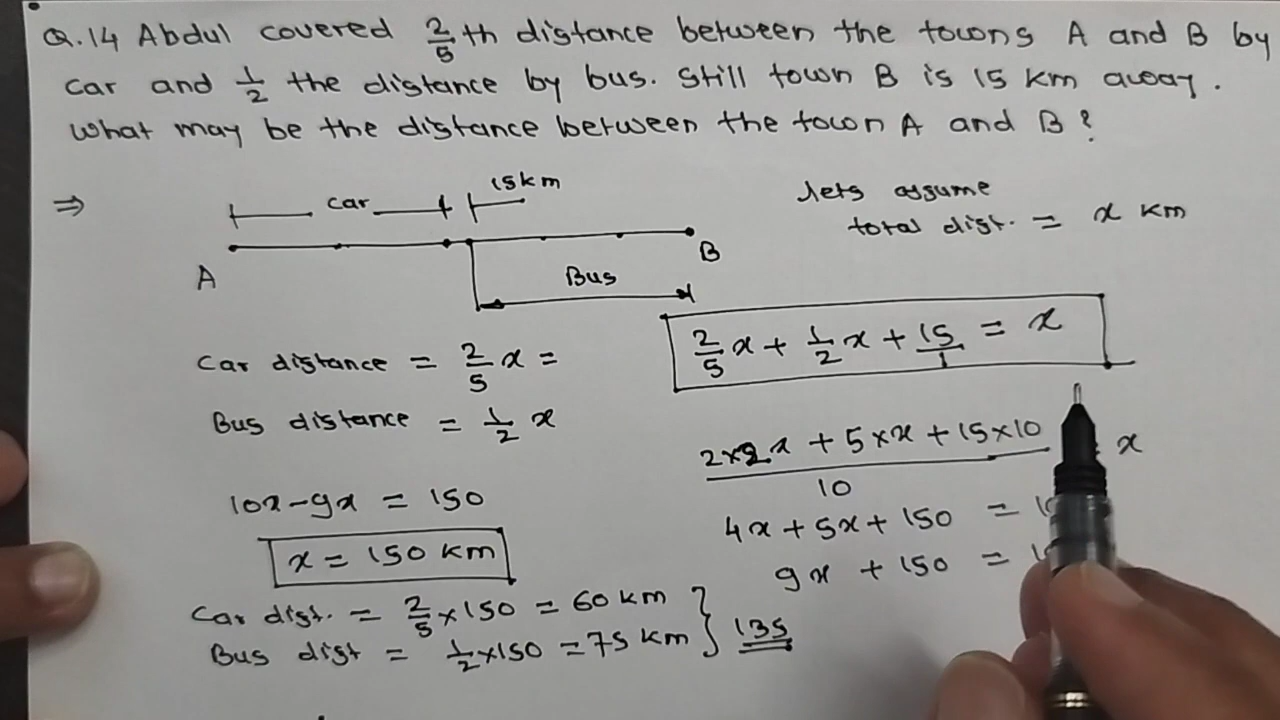 Q.14 Abdul covered 2/5 th distance between the towns A and B by
car and 1/2 the distance by bus. Still town B is 15 km away.
What may be the distance between the town A and B?
⇒ car 15km
lets assume
total dist. = x km
A B
Bus
2/5 x + 1/2 x + 15/1 = x
Car distance = 2/5 x =
Bus distance = 1/2 x
2×2x + 5×x + 15×10 x
10
4x + 5x + 150 =
9x + 150 =
10x-9x = 150
x = 150 km
Car dist. = 2/5 × 150 = 60 km
Bus dist = 1/2 × 150 = 75 km } 135